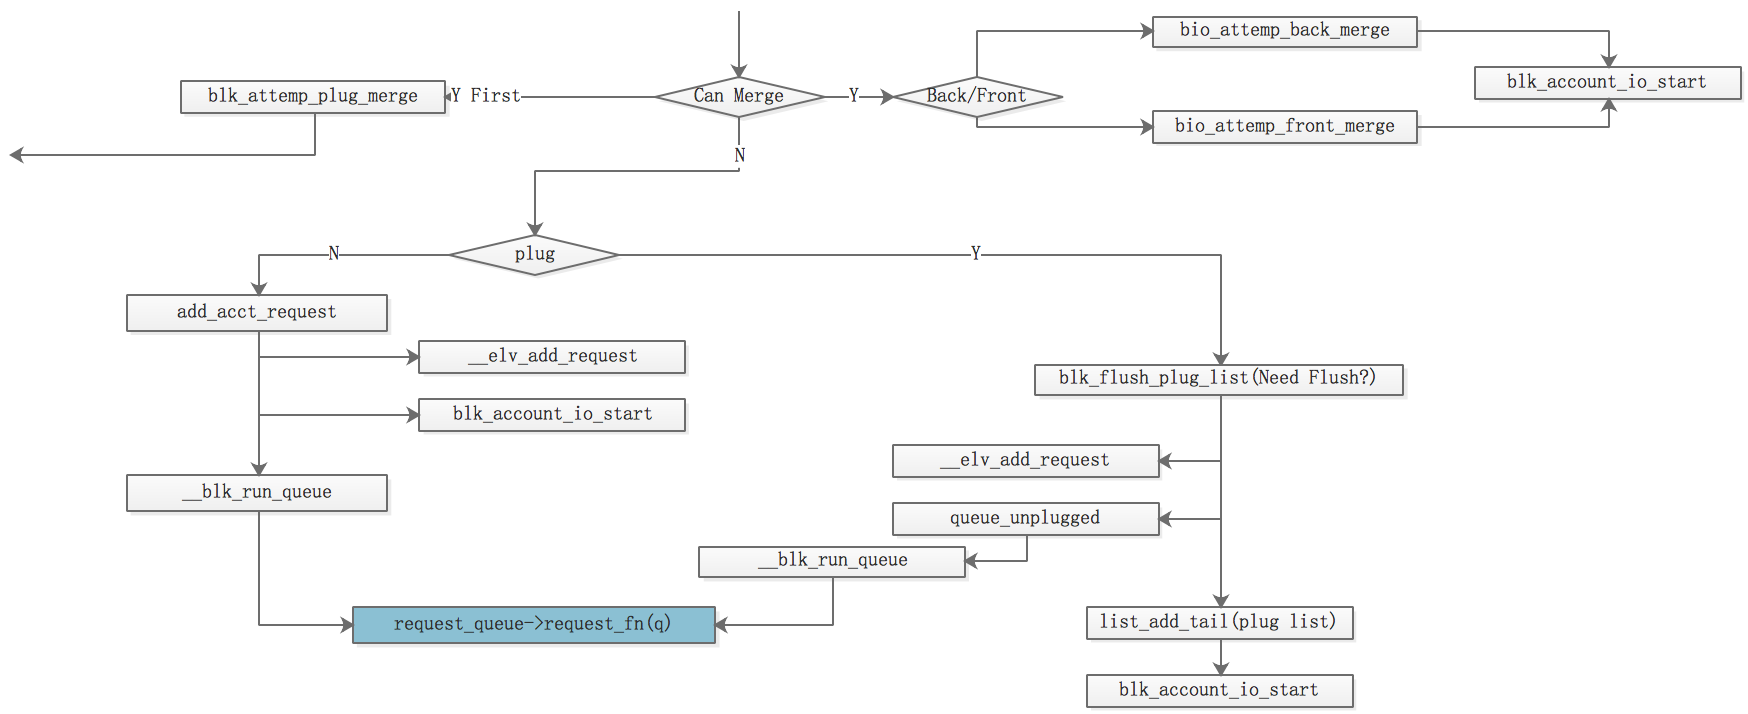 bio_attemp_back_merge
blk_attemp_plug_merge
Y First
Can Merge
Y
Back/Front
blk_account_io_start
bio_attemp_front_merge
N
N
plug
Y
add_acct_request
__elv_add_request
blk_flush_plug_list(Need Flush?)
blk_account_io_start
__elv_add_request
__blk_run_queue
queue_unplugged
__blk_run_queue
request_queue->request_fn(q)
list_add_tail(plug list)
blk_account_io_start